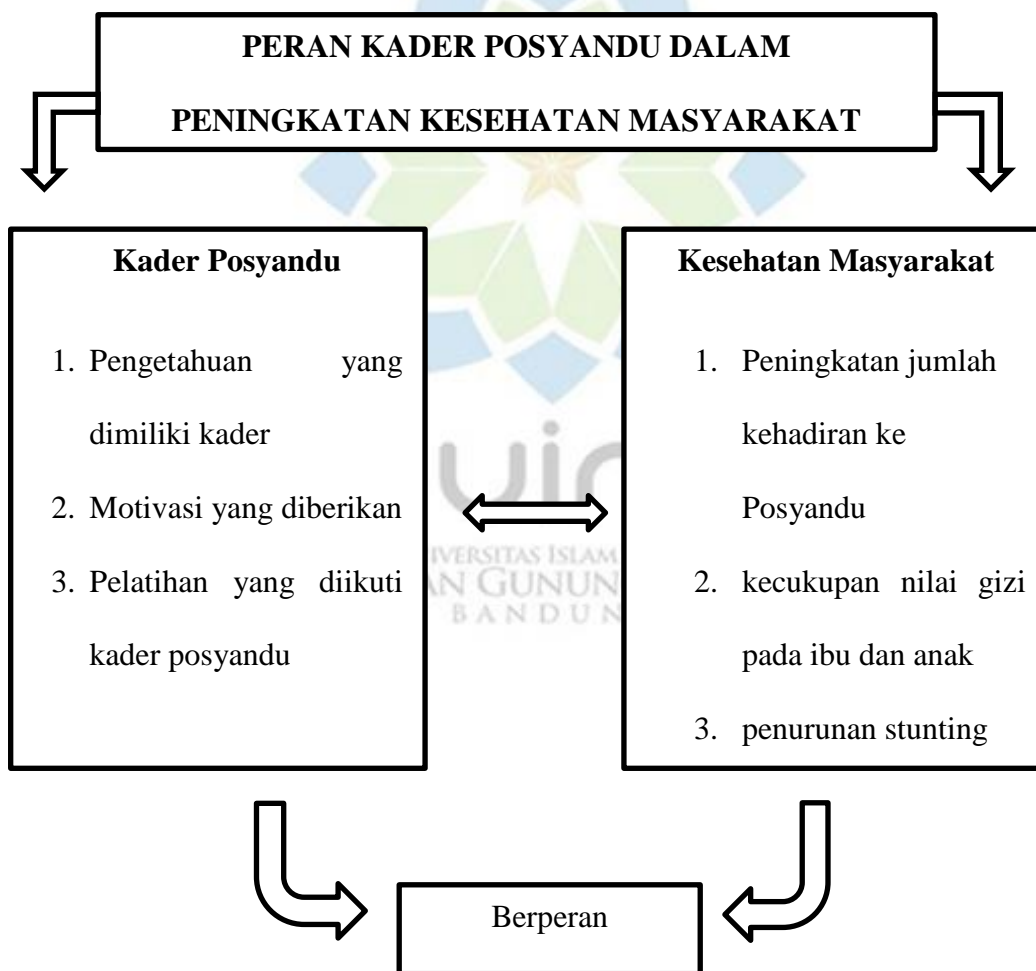 PERAN KADER POSYANDU DALAM
PENINGKATAN KESEHATAN MASYARAKAT
Kader Posyandu
1. Pengetahuan yang
dimiliki kader
2. Motivasi yang diberikan
3. Pelatihan yang diikuti
kader posyandu
Kesehatan Masyarakat
1. Peningkatan jumlah
kehadiran ke
Posyandu
2. kecukupan nilai gizi
pada ibu dan anak
3. penurunan stunting
ISLAM
BANDUN
Berperan